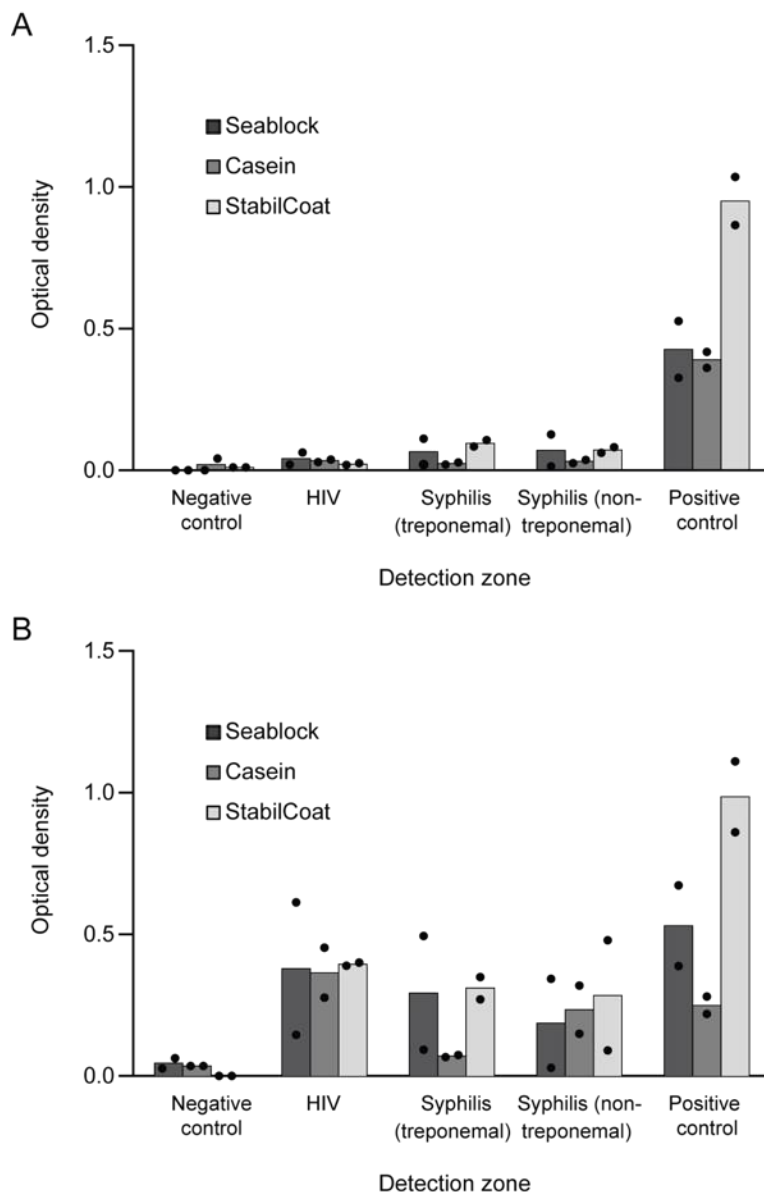 A
1.5
1.0
0.5
0.0
Optical density
Seablock
Casein
StabilCoat
Negative
control
HIV
Syphilis
(treponemal)
Syphilis (non-
treponemal)
Positive
control
Detection zone
B
1.5
1.0
0.5
0.0
Optical density
Seablock
Casein
StabilCoat
Negative
control
HIV
Syphilis
(treponemal)
Syphilis (non-
treponemal)
Positive
control
Detection zone